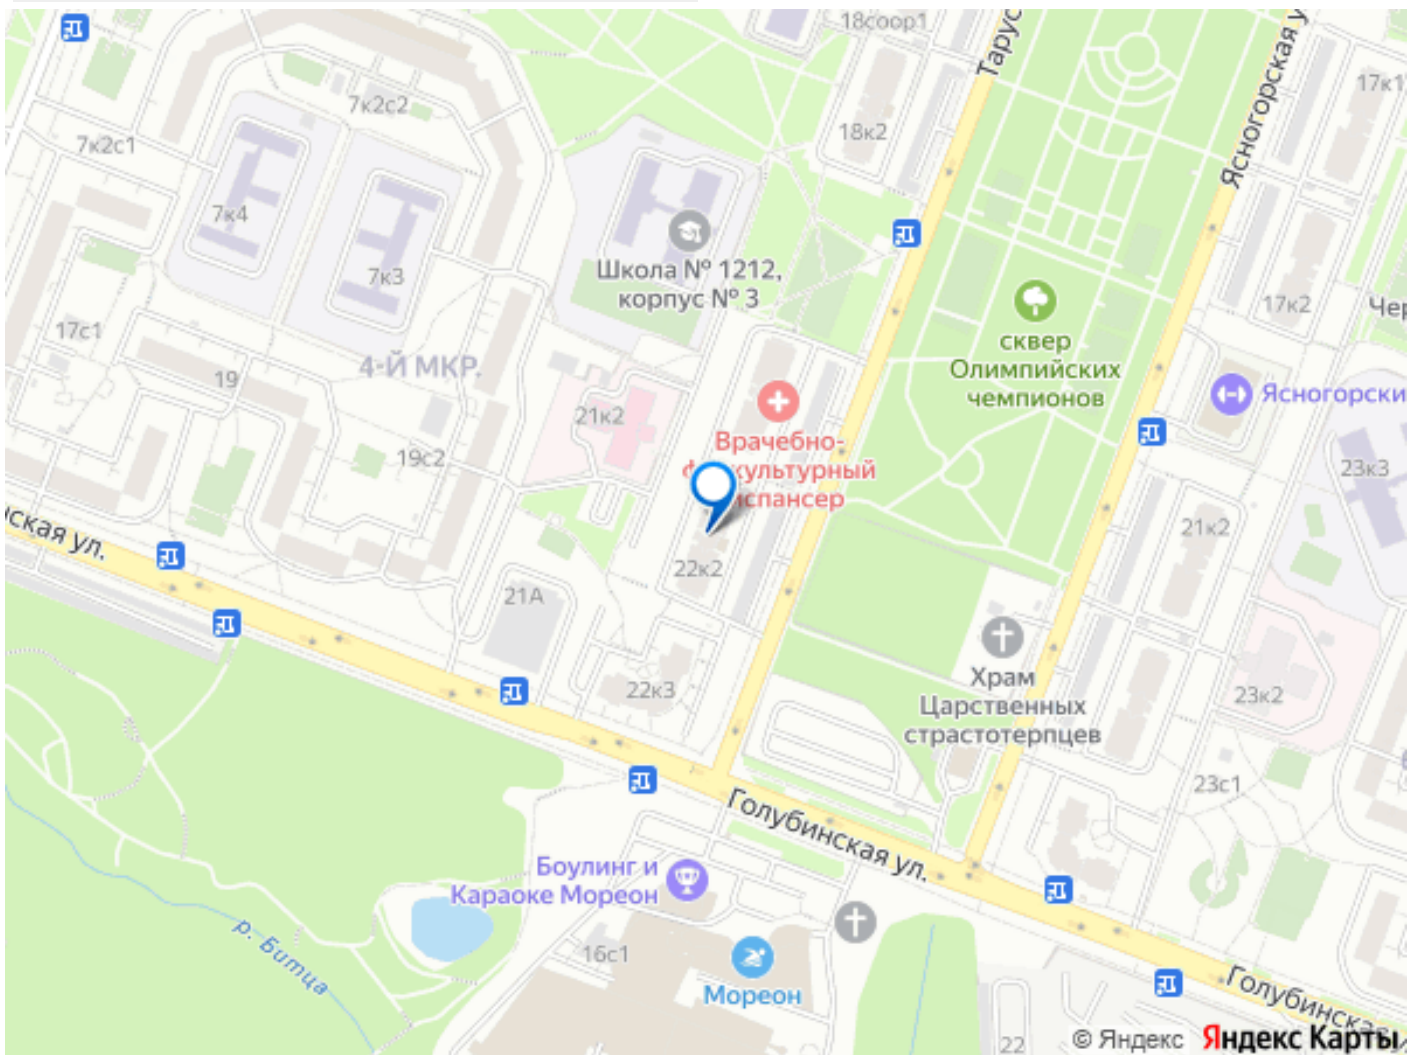 18соор1
Тарус
Ясногорская у
17к1
7к2с2
18к2
7к2с1
7к4
7к3
Школа № 1212,
корпус № 3
17к2
Чер
17с1
сквер
Олимпийских
чемпионов
4-Й МКР.
19
21к2
Ясногорски
Врачебно-
культурный
испансер
19с2
23к3
ская ул.
21к2
22к2
21А
22к3
Храм
Царственных
страстотерпцев
23к2
23с1
Голубинская ул.
Боулинг и
Караоке Мореон
р. Битца
16с1
Мореон
Голубинская
22
© Яндекс Яндекс Карты